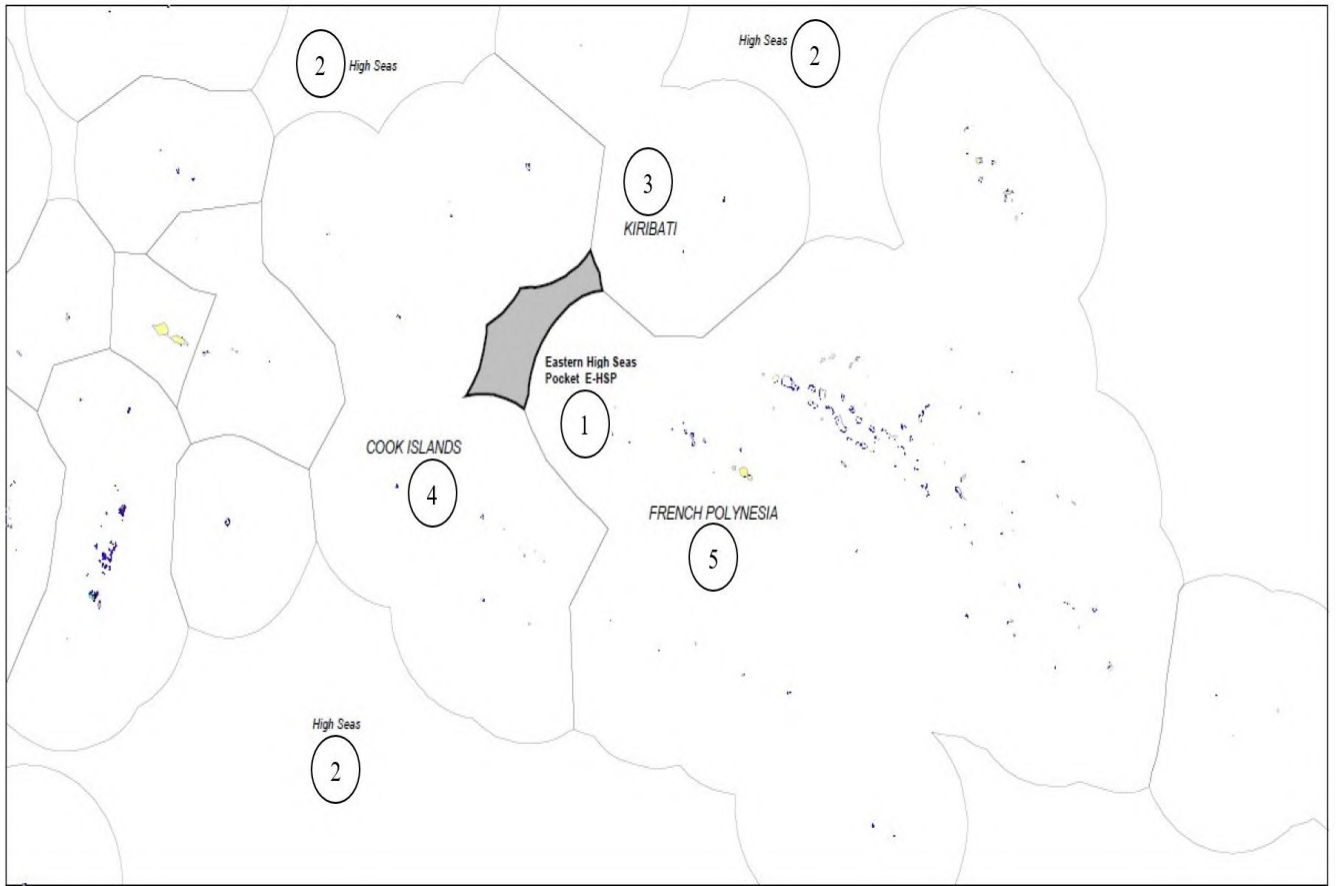 High Seas
2
2
High Seas
3
KIRIBATI
Eastern High Seas
Pocket E-HSP
1
COOK ISLANDS
4
FRENCH POLYNESIA
5
High Seas
2